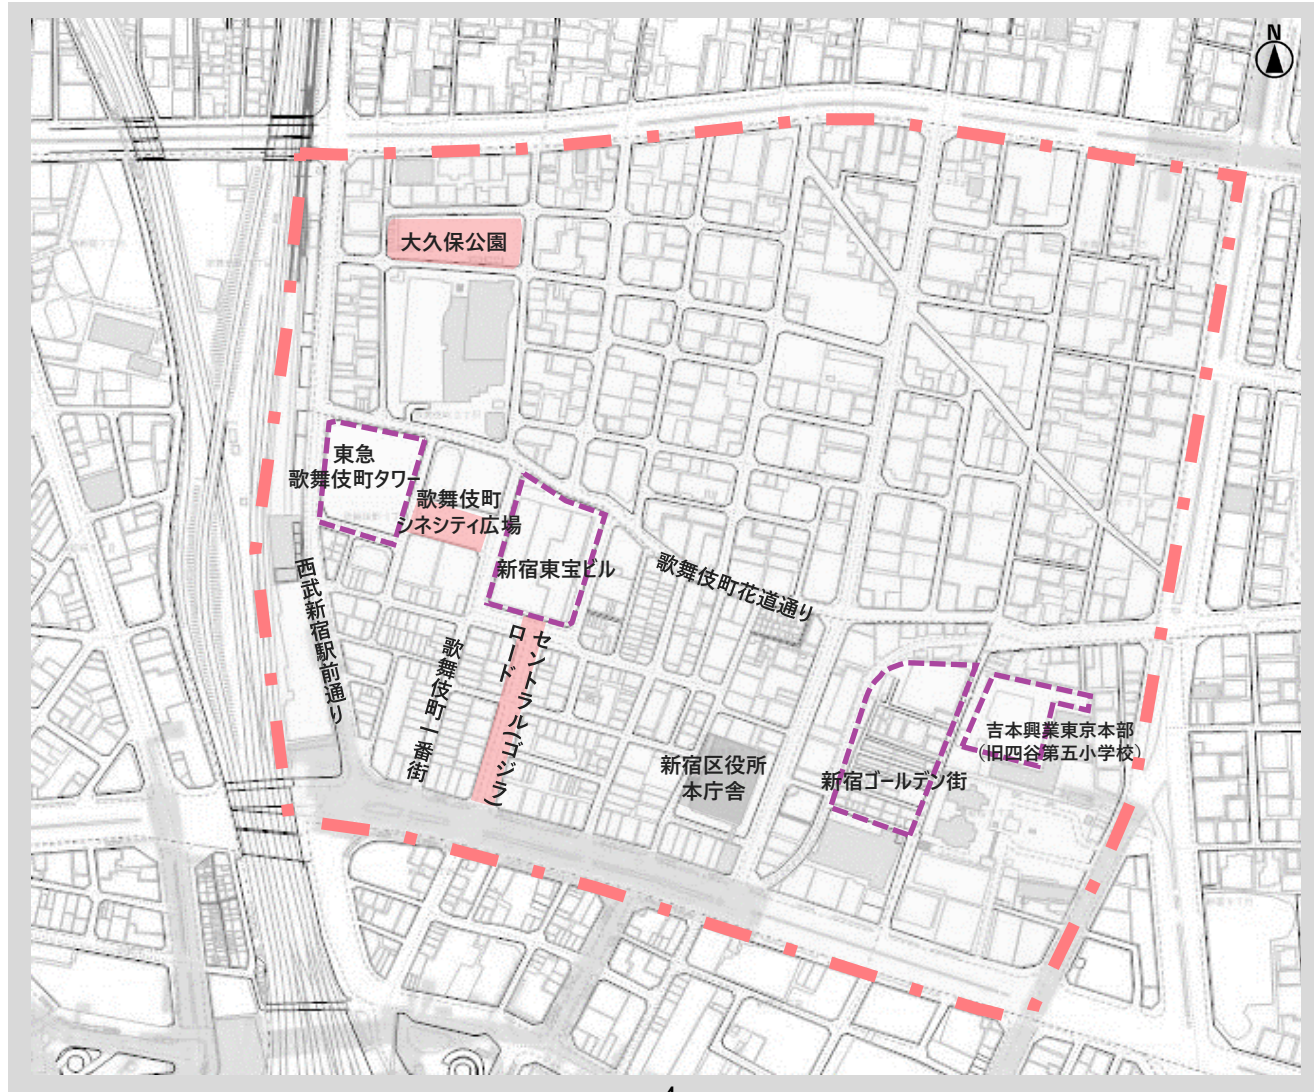 N
大久保公園
東急
歌舞伎町タワー
歌舞伎町
シネシティ広場
新宿東宝ビル
歌舞伎町花道通り
西武新宿駅前通り
歌舞伎町一番街
セントラル(ゴジラ)
ロード
新宿区役所
本庁舎
新宿ゴールデン街
吉本興業東京本部
(旧四谷第五小学校)